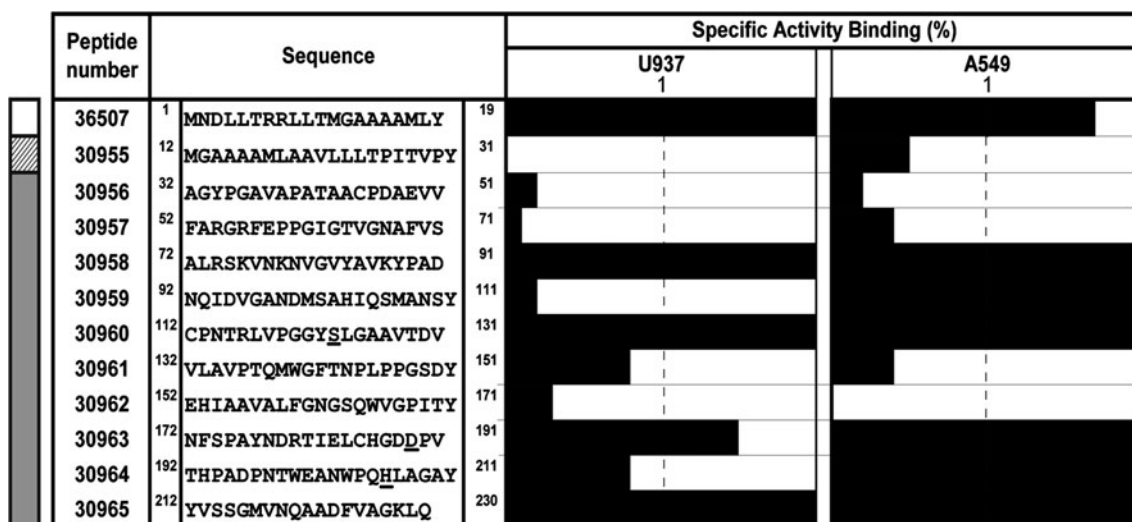 Peptide number Sequence Specific Activity Binding (%)
U937 A549
1 1
36507 1 MNDLLTRRLLTMGAAAAMLY 19
30955 12 MGAAAAMLAAVLLLTPITVPY 31
30956 32 AGYPGAVAPATAACPDAEVV 51
30957 52 FARGRFEPPGIGTVGNAFVS 71
30958 72 ALRSKVNKNVGVYAVKYPAD 91
30959 92 NQIDVGANDMSAHIQSMANSY 111
30960 112 CPNTRLVPGGYSLGAAVTDV 131
30961 132 VLAVPTQMWGFTNPLPPGSDY 151
30962 152 EHIAAVALFGNGSQWVGPITY 171
30963 172 NFSPAYNDRTIELCHGDDPV 191
30964 192 THPADPNTWEANWPQHLAGAY 211
30965 212 YVSSGMVNQAADFVAGKLQ 230